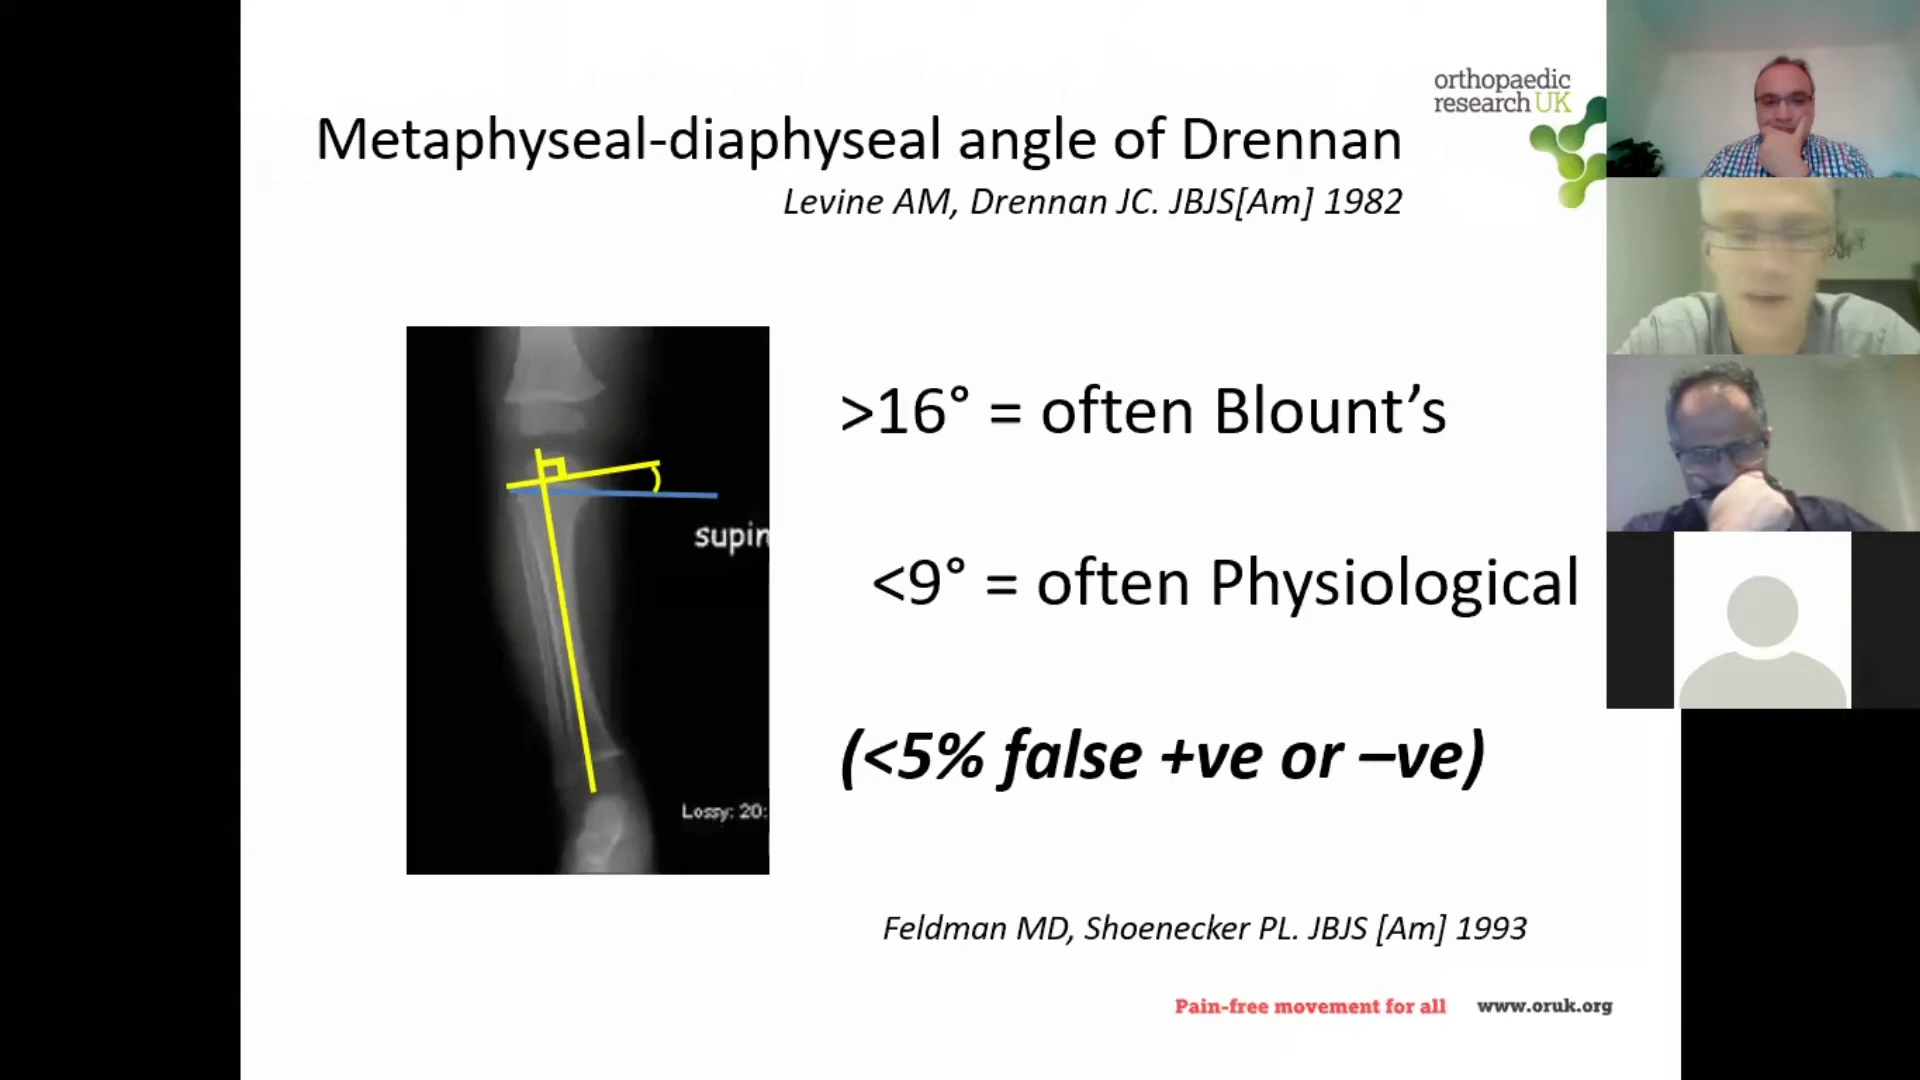 orthopaedic
research UK
Metaphyseal-diaphyseal angle of Drennan
Levine AM, Drennan JC. JBJS[Am] 1982
>16° = often Blount’s
supin
<9° = often Physiological
(<5% false +ve or –ve)
Lossy: 20:
Feldman MD, Shoenecker PL. JBJS [Am] 1993
Pain-free movement for all www.oruk.org